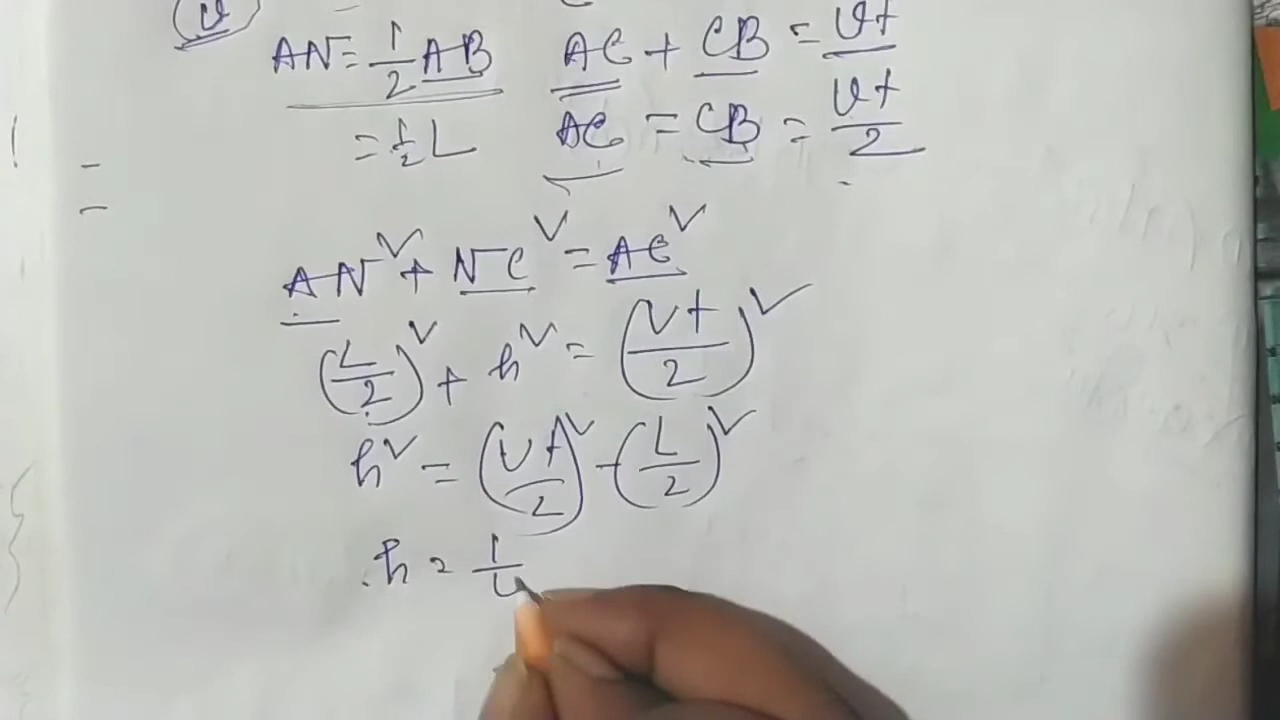 AN = 1/2 AB AC + CB = vt
= 1/2 L AC = CB = vt/2
AN² + NC² = AC²
(L/2)² + h² = (vt/2)²
h² = (vt/2)² - (L/2)²
h = 1/